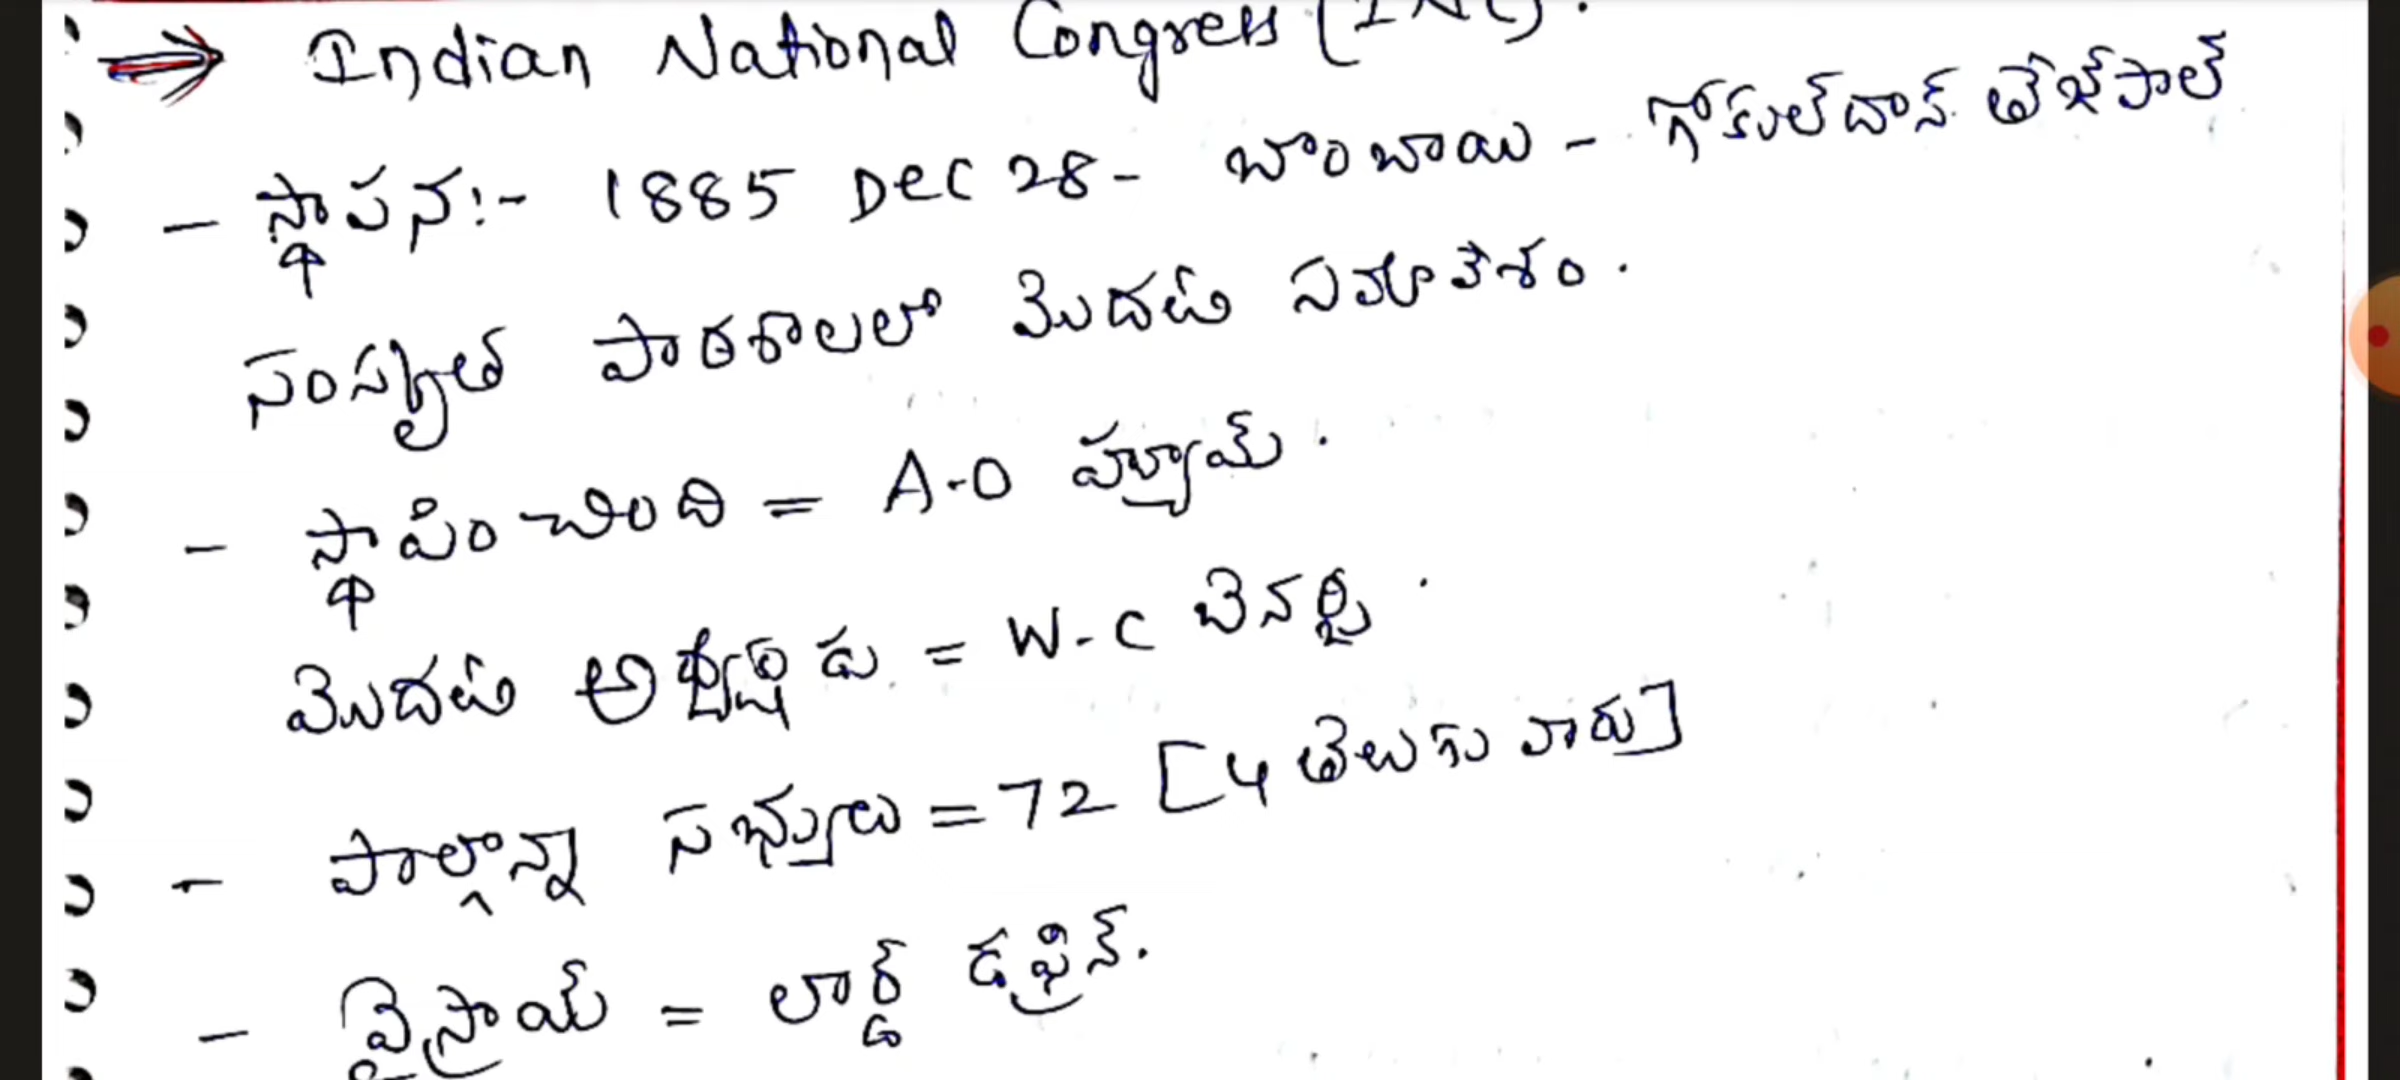 ⇒ Indian National Congress (INC).
- స్థాపన:- 1885 Dec 28- బొంబాయి - గోకుల్ దాస్ తేజ్ పాల్
సంస్కృత పాఠశాలలో మొదటి సమావేశం.
- స్థాపించింది = A.O హ్యూమ్.
మొదటి అధ్యక్షుడు = W.C బెనర్జి.
- పాల్గొన్న సభ్యులు = 72 [4 తెలుగు వారు]
- వైస్రాయ్ = లార్డ్ డఫ్రిన్.